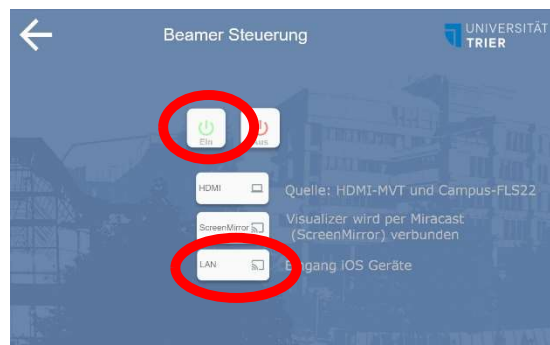 Beamer Steuerung
UNIVERSITÄT
TRIER
Ein
Aus
HDMI
Quelle: HDMI-MVT und Campus-FLS22
ScreenMirror
Visualizer wird per Miracast
(ScreenMirror) verbunden
LAN
Eingang iOS Geräte